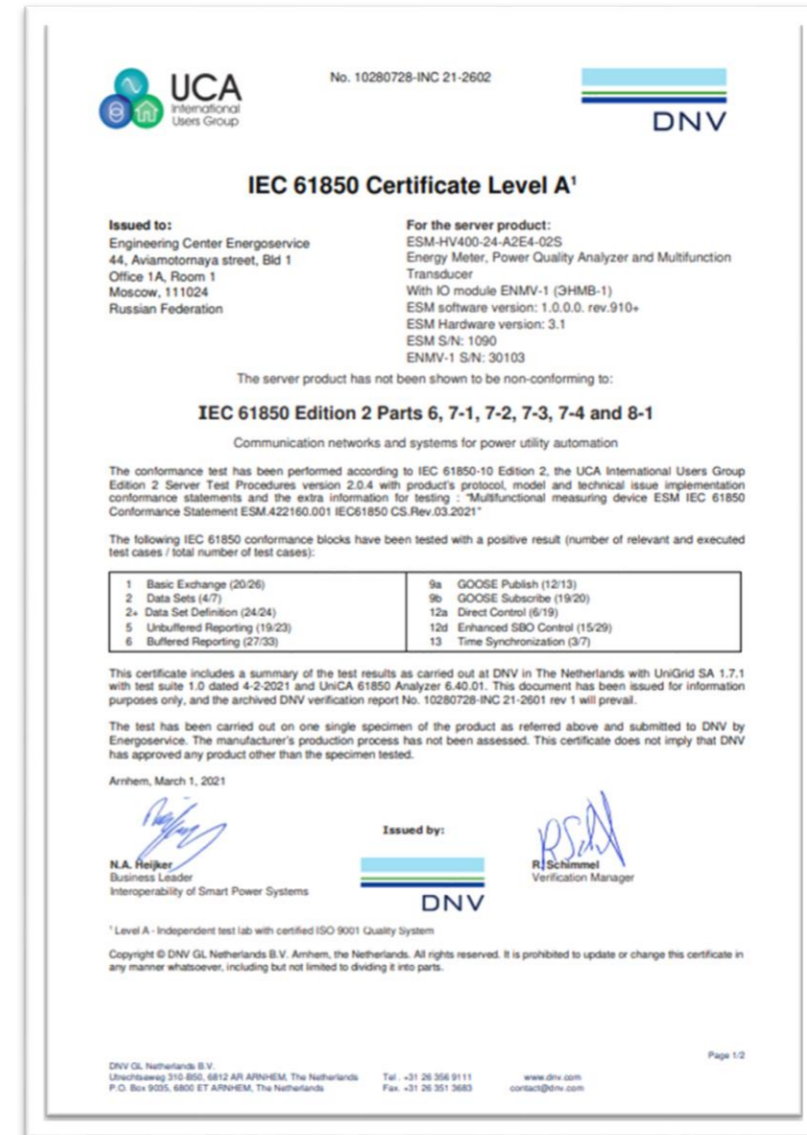 UCA
International
Users Group
No. 10280728-INC 21-2602
DNV
IEC 61850 Certificate Level A¹
Issued to:
Engineering Center Energoservice
44, Aviamotornaya street, Bld 1
Office 1A, Room 1
Moscow, 111024
Russian Federation
For the server product:
ESM-HV400-24-A2E4-02S
Energy Meter, Power Quality Analyzer and Multifunction
Transducer
With IO module ENMV-1 (ЭНМВ-1)
ESM software version: 1.0.0.0. rev.910+
ESM Hardware version: 3.1
ESM S/N: 1090
ENMV-1 S/N: 30103
The server product has not been shown to be non-conforming to:
IEC 61850 Edition 2 Parts 6, 7-1, 7-2, 7-3, 7-4 and 8-1
Communication networks and systems for power utility automation
The conformance test has been performed according to IEC 61850-10 Edition 2, the UCA International Users Group
Edition 2 Server Test Procedures version 2.0.4 with product's protocol, model and technical issue implementation
conformance statements and the extra information for testing : "Multifunctional measuring device ESM IEC 61850
Conformance Statement ESM.422160.001 IEC61850 CS.Rev.03.2021"
The following IEC 61850 conformance blocks have been tested with a positive result (number of relevant and executed
test cases / total number of test cases):
1 Basic Exchange (20/26)
2 Data Sets (4/7)
2+ Data Set Definition (24/24)
5 Unbuffered Reporting (19/23)
6 Buffered Reporting (27/33)
9a GOOSE Publish (12/13)
9b GOOSE Subscribe (19/20)
12a Direct Control (6/19)
12d Enhanced SBO Control (15/29)
13 Time Synchronization (3/7)
This certificate includes a summary of the test results as carried out at DNV in The Netherlands with UniGrid SA 1.7.1
with test suite 1.0 dated 4-2-2021 and UniCA 61850 Analyzer 6.40.01. This document has been issued for information
purposes only, and the archived DNV verification report No. 10280728-INC 21-2601 rev 1 will prevail.
The test has been carried out on one single specimen of the product as referred above and submitted to DNV by
Energoservice. The manufacturer's production process has not been assessed. This certificate does not imply that DNV
has approved any product other than the specimen tested.
Arnhem, March 1, 2021
Issued by:
N.A. Heijker
Business Leader
Interoperability of Smart Power Systems
DNV
R. Schimmel
Verification Manager
¹ Level A - Independent test lab with certified ISO 9001 Quality System
Copyright © DNV GL Netherlands B.V. Arnhem, the Netherlands. All rights reserved. It is prohibited to update or change this certificate in
any manner whatsoever, including but not limited to dividing it into parts.
Page 1/2
DNV GL Netherlands B.V.
Utrechtseweg 310-B50, 6812 AR ARNHEM, The Netherlands
P.O. Box 9035, 6800 ET ARNHEM, The Netherlands
Tel . +31 26 356 9111
Fax. +31 26 351 3683
www.dnv.com
contact@dnv.com